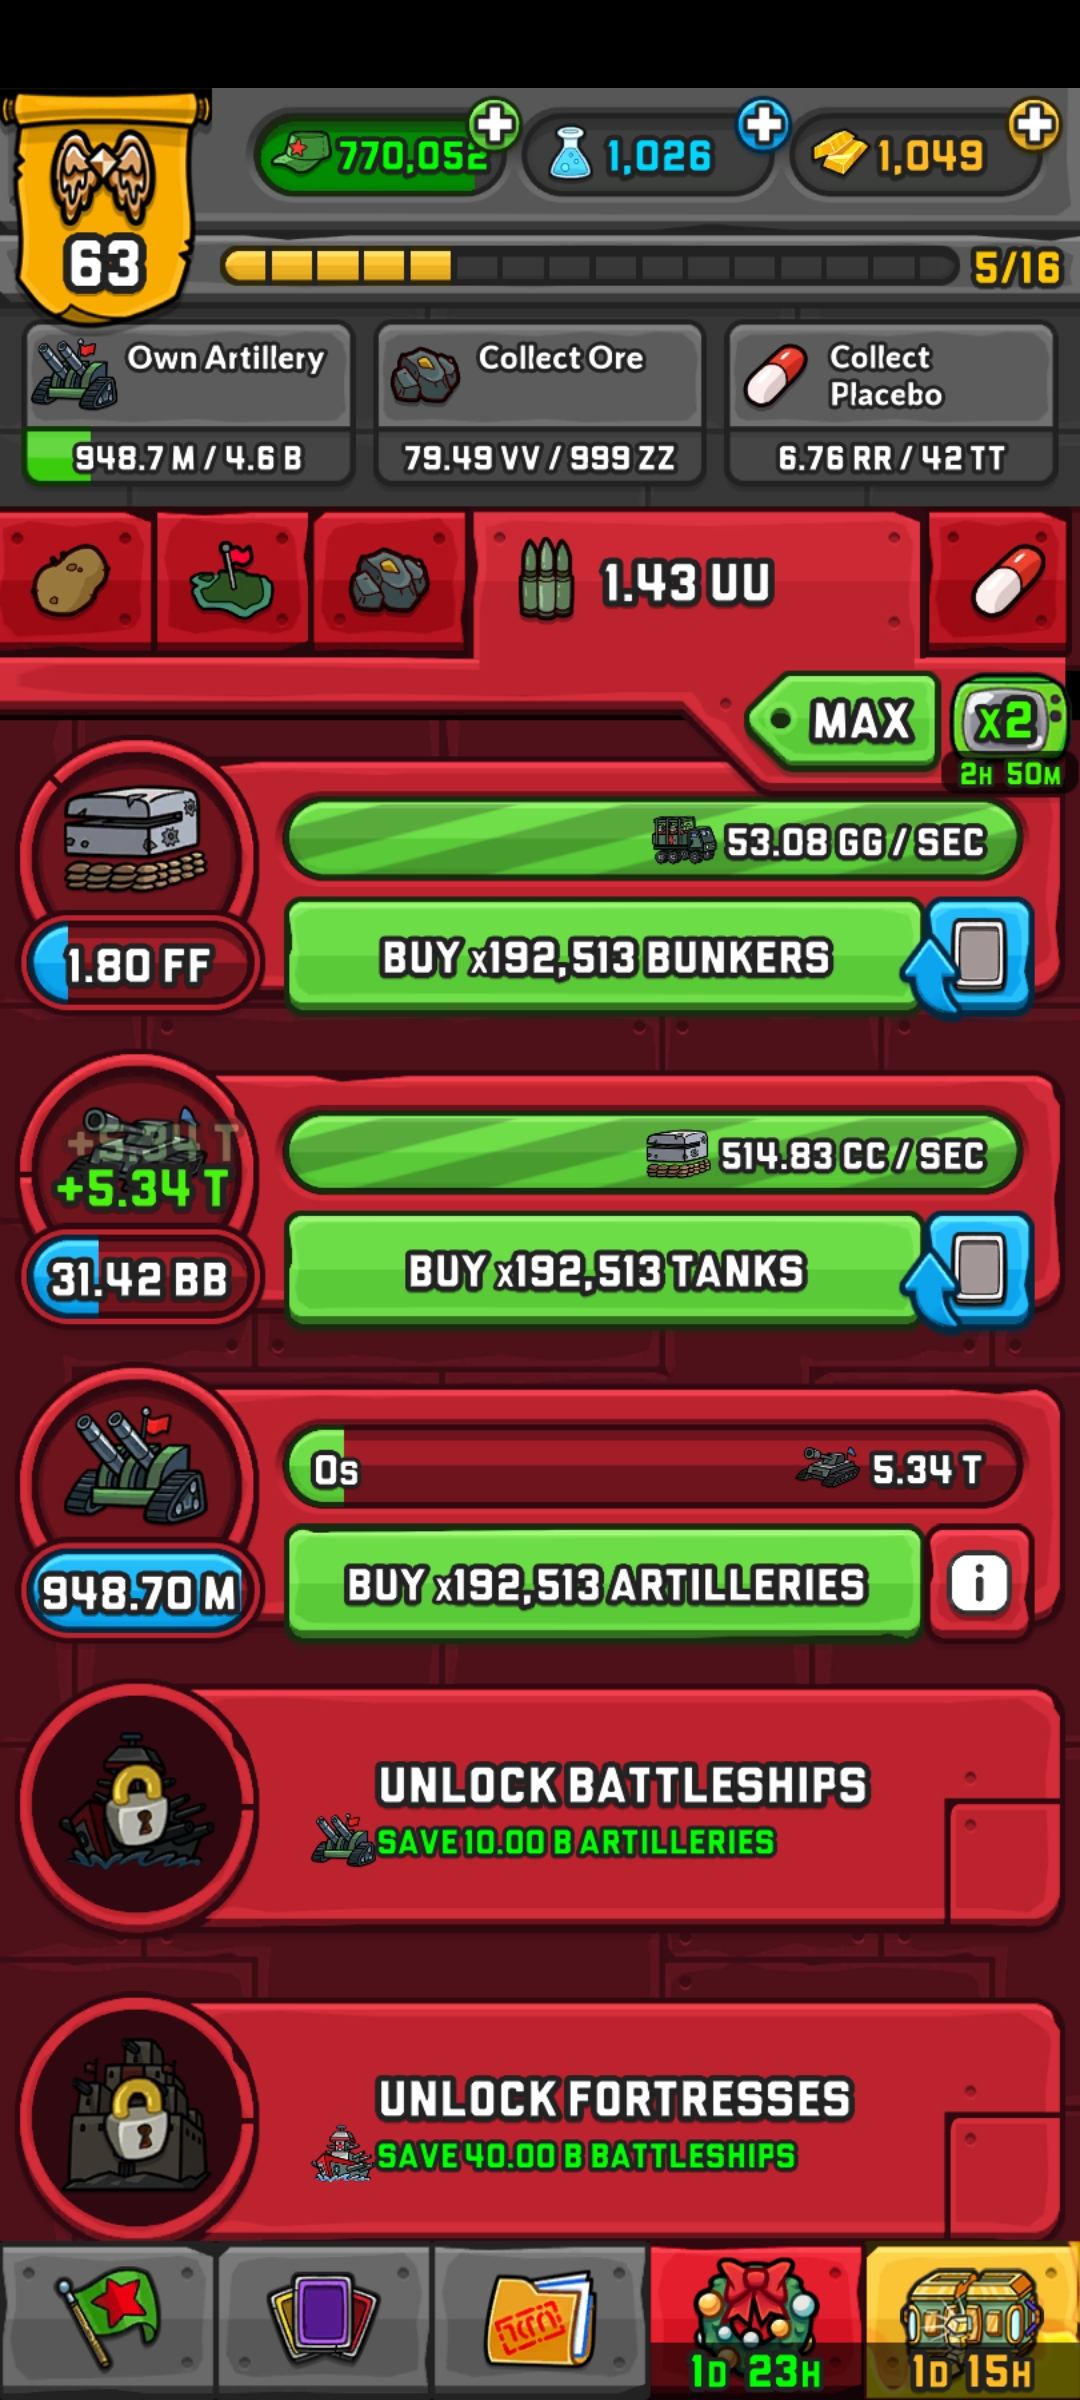 770,052
1,026
1,049
63
5/16
Own Artillery
948.7 M / 4.6 B
Collect Ore
79.49 VV / 999 ZZ
Collect
Placebo
6.76 RR / 42 TT
1.43 UU
MAX
x2
2H 50M
53.08 GG / SEC
1.80 FF
BUY x192,513 BUNKERS
+5.34 T
+5.34 T
514.83 CC / SEC
31.42 BB
BUY x192,513 TANKS
0s
5.34 T
948.70 M
BUY x192,513 ARTILLERIES
i
UNLOCK BATTLESHIPS
SAVE 10.00 B ARTILLERIES
UNLOCK FORTRESSES
SAVE 40.00 B BATTLESHIPS
1D 23H
1D 15H